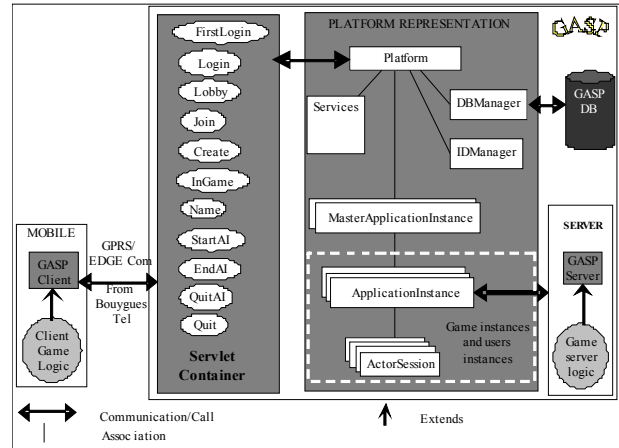 PLATFORM REPRESENTATION
GASP
FirstLogin
Login
Lobby
Join
Create
InGame
Name
StartAI
EndAI
QuitAI
Quit
Servlet
Container
Platform
Services
DBManager
IDManager
GASP
DB
MasterApplicationInstance
ApplicationInstance
Game instances
and users
instances
ActorSession
MOBILE
GASP
Client
Client
Game
Logic
GPRS/
EDGE Com
From
Bouygues
Tel
SERVER
GASP
Server
Game
server
logic
Communication/Call
Association
Extends